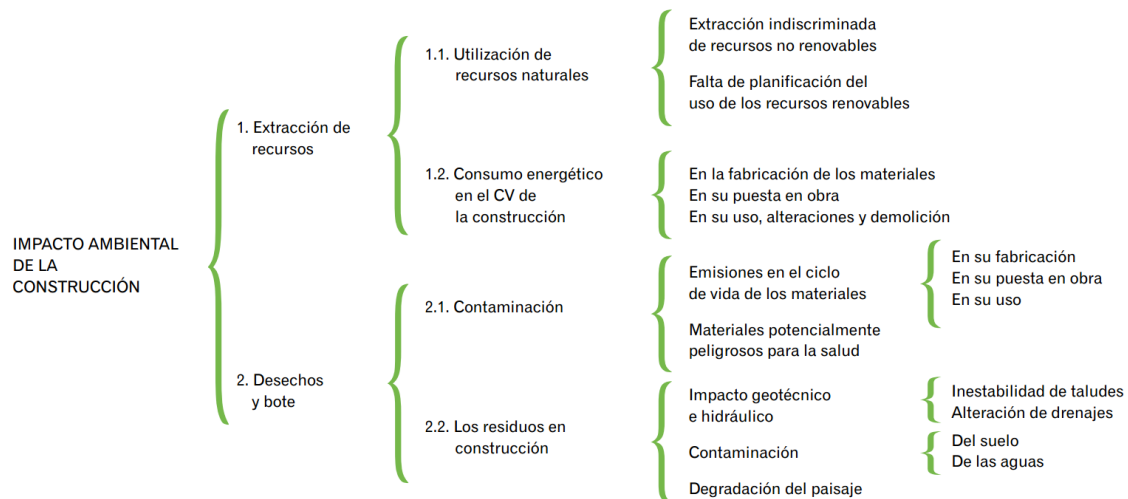 IMPACTO AMBIENTAL
DE LA
CONSTRUCCIÓN
1. Extracción de
recursos
1.1. Utilización de
recursos naturales
Extracción indiscriminada
de recursos no renovables
Falta de planificación del
uso de los recursos renovables
1.2. Consumo energético
en el CV de
la construcción
En la fabricación de los materiales
En su puesta en obra
En su uso, alteraciones y demolición
2. Desechos
y bote
2.1. Contaminación
Emisiones en el ciclo
de vida de los materiales
En su fabricación
En su puesta en obra
En su uso
Materiales potencialmente
peligrosos para la salud
2.2. Los residuos en
construcción
Impacto geotécnico
e hidráulico
Inestabilidad de taludes
Alteración de drenajes
Contaminación
Del suelo
De las aguas
Degradación del paisaje